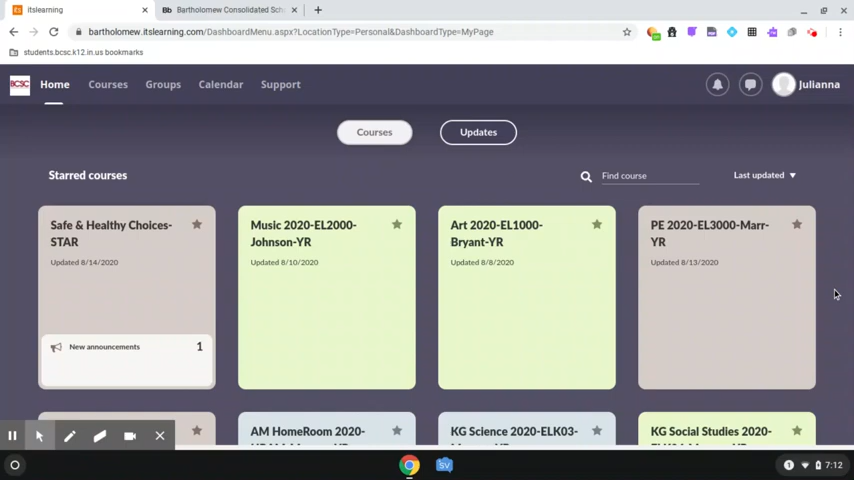 itslearning
Bb Bartholomew Consolidated Sch
bartholomew.itslearning.com/DashboardMenu.aspx?LocationType=Personal&DashboardType=MyPage
students.bcsc.k12.in.us bookmarks
BCSC Home Courses Groups Calendar Support Julianna
Courses Updates
Starred courses Find course Last updated
Safe & Healthy Choices-
STAR
Updated 8/14/2020
New announcements 1
Music 2020-EL2000-
Johnson-YR
Updated 8/10/2020
Art 2020-EL1000-
Bryant-YR
Updated 8/8/2020
PE 2020-EL3000-Marr-
YR
Updated 8/13/2020
AM HomeRoom 2020-
KG Science 2020-ELK03-
KG Social Studies 2020-
SV
1 7:12